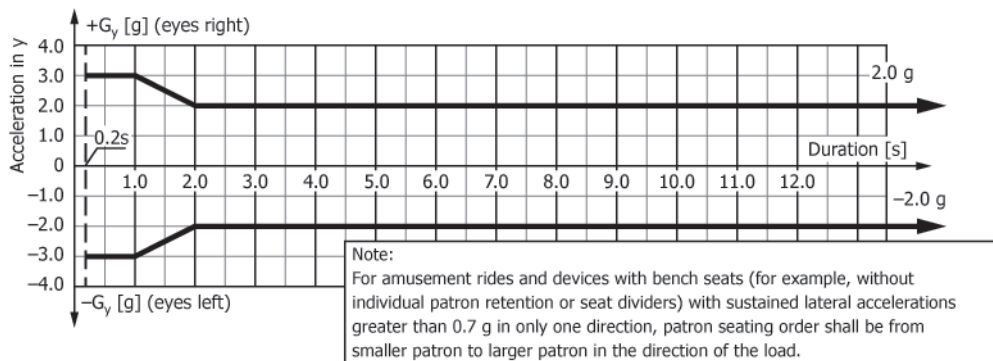 +Gy [g] (eyes right)
Acceleration in y
4.0
3.0
2.0
1.0
0
−1.0
−2.0
−3.0
−4.0
0.2s
2.0 g
Duration [s]
1.0 2.0 3.0 4.0 5.0 6.0 7.0 8.0 9.0 10.0 11.0 12.0
−2.0 g
−Gy [g] (eyes left)
Note:
For amusement rides and devices with bench seats (for example, without
individual patron retention or seat dividers) with sustained lateral accelerations
greater than 0.7 g in only one direction, patron seating order shall be from
smaller patron to larger patron in the direction of the load.